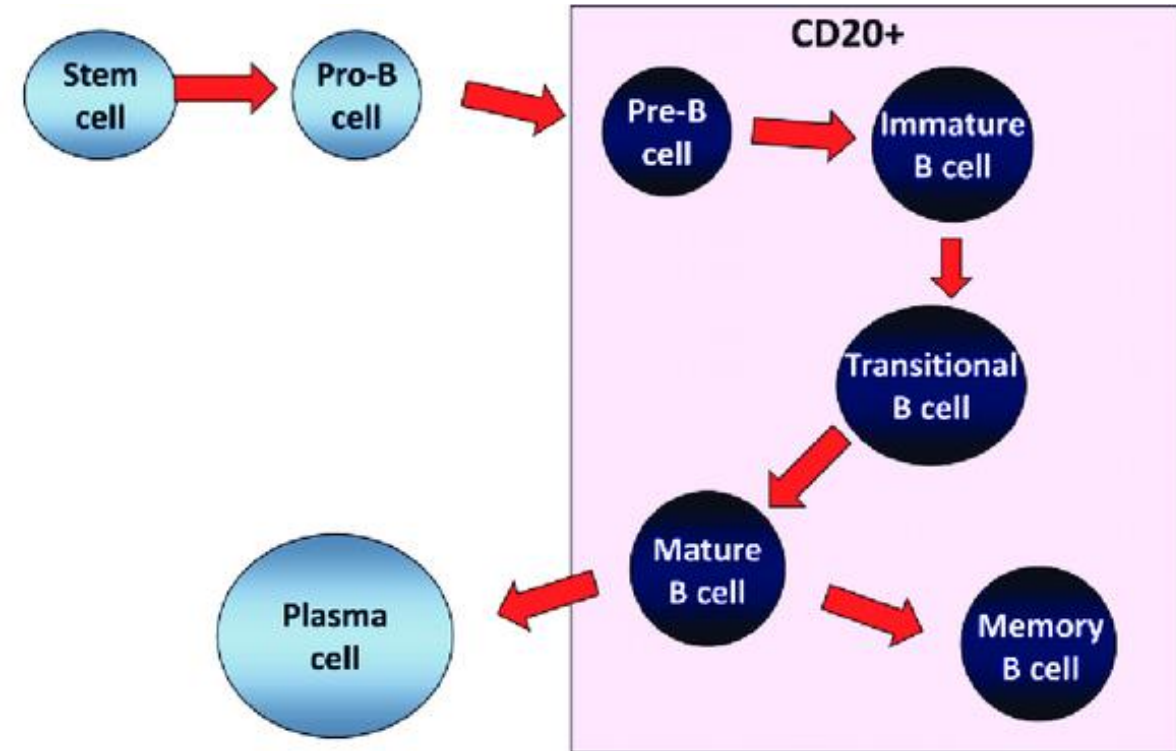 CD20+
Stem
cell
Pro-B
cell
Pre-B
cell
Immature
B cell
Transitional
B cell
Mature
B cell
Plasma
cell
Memory
B cell